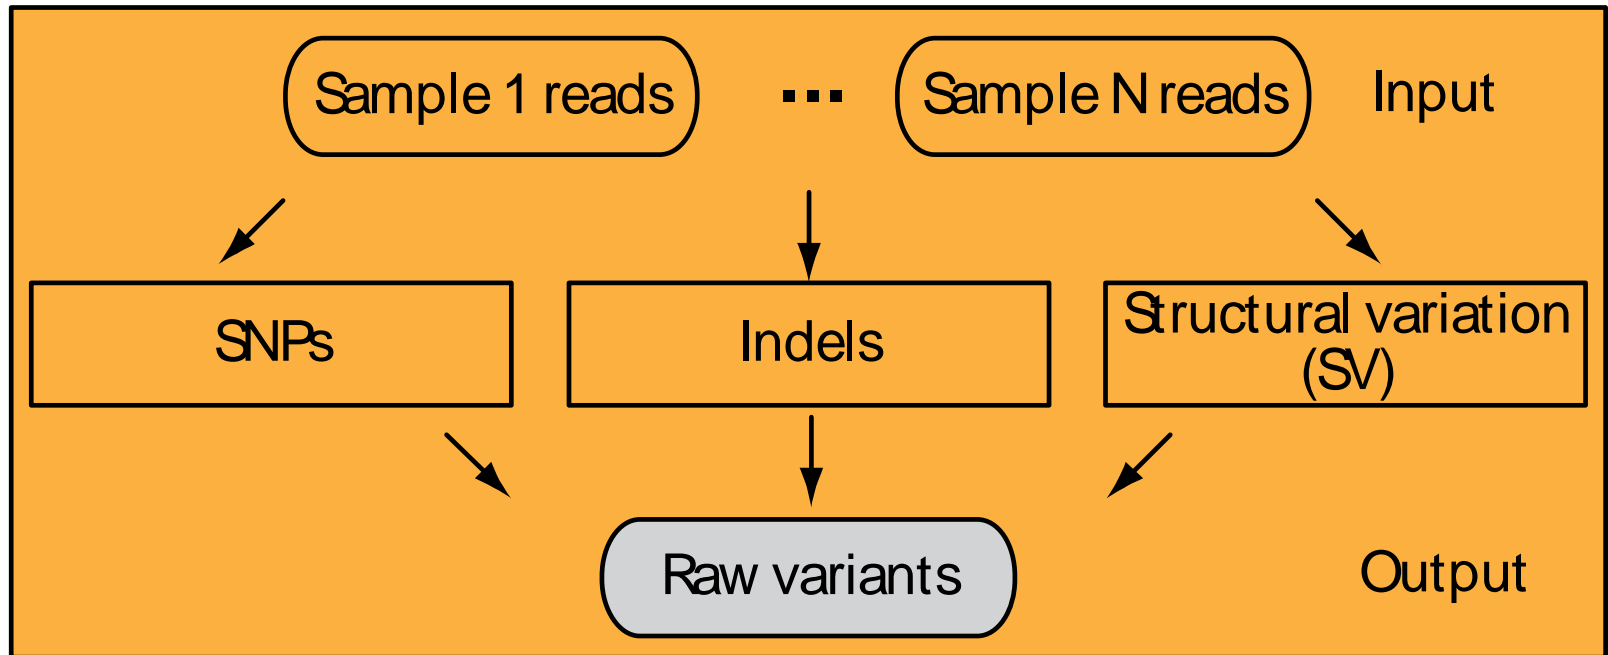 Sample 1 reads ... Sample N reads Input
SNPs
Indels
Structural variation
(SV)
Raw variants
Output